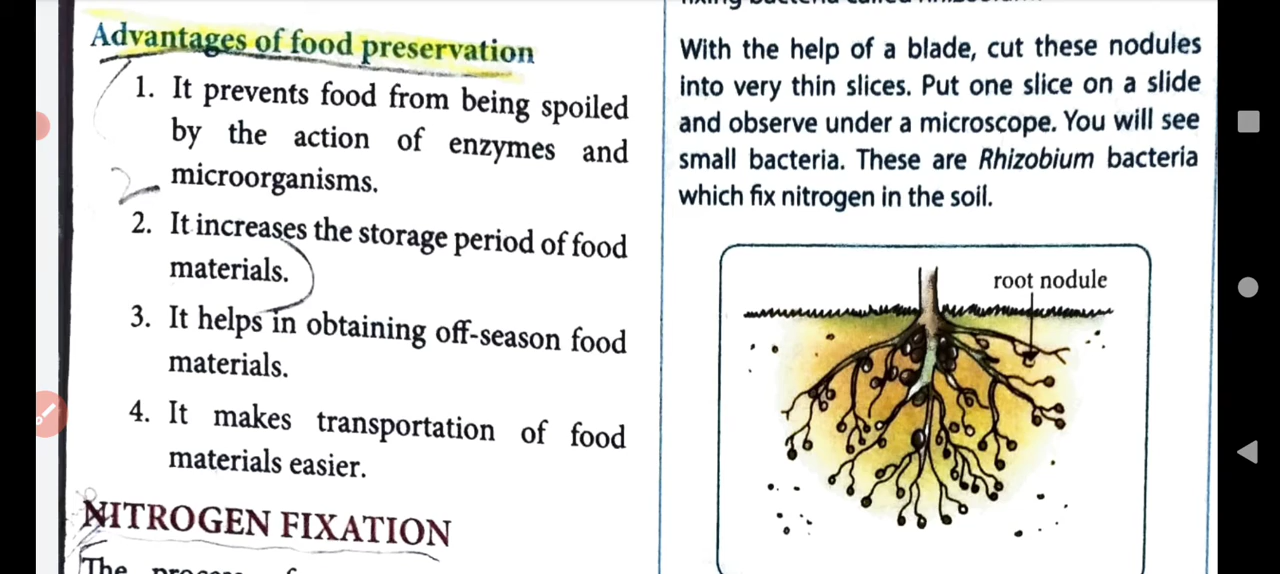 Advantages of food preservation
1. It prevents food from being spoiled
by the action of enzymes and
microorganisms.
2. It increases the storage period of food
materials.
3. It helps in obtaining off-season food
materials.
4. It makes transportation of food
materials easier.
NITROGEN FIXATION
The
With the help of a blade, cut these nodules
into very thin slices. Put one slice on a slide
and observe under a microscope. You will see
small bacteria. These are Rhizobium bacteria
which fix nitrogen in the soil.
root nodule